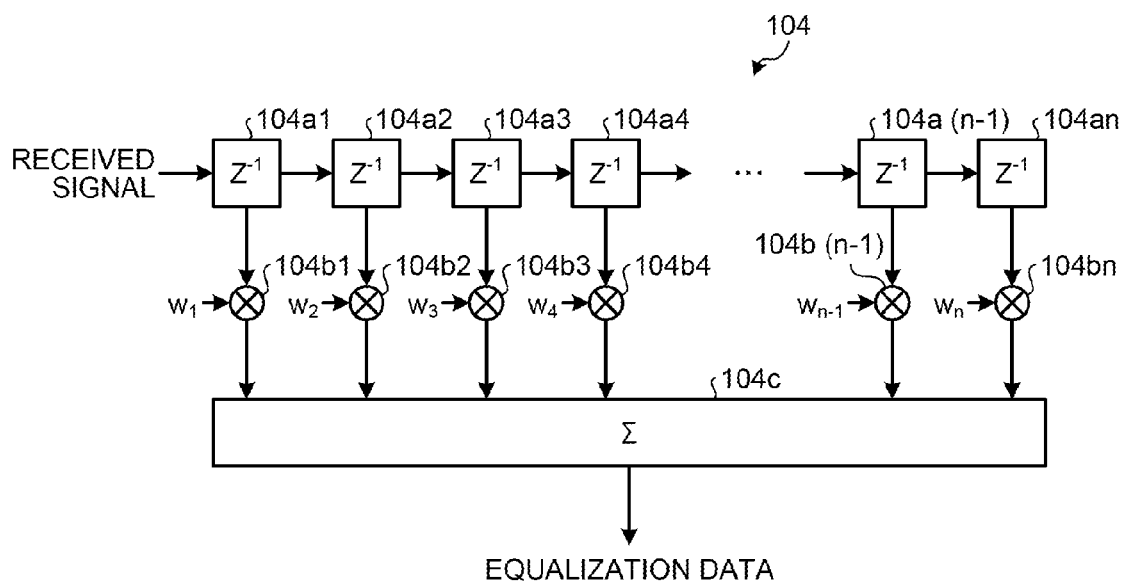 104
104a1 104a2 104a3 104a4 104a (n-1) 104an
RECEIVED
SIGNAL
Z⁻¹ Z⁻¹ Z⁻¹ Z⁻¹ ... Z⁻¹ Z⁻¹
104b (n-1)
104b1 104b2 104b3 104b4 104bn
w₁ w₂ w₃ w₄ wₙ₋₁ wₙ
104c
Σ
EQUALIZATION DATA